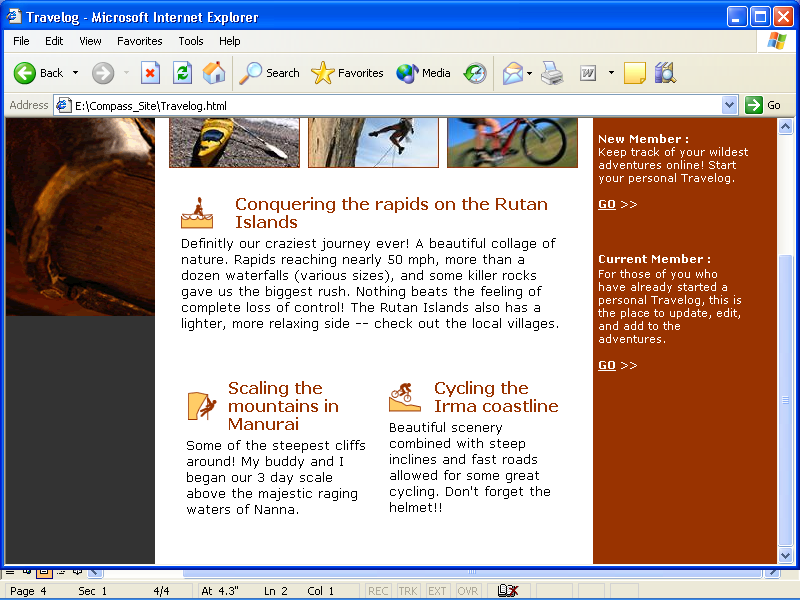 Travelog - Microsoft Internet Explorer
File Edit View Favorites Tools Help
Back Search Favorites Media
Address E:\Compass_Site\Travelog.html Go
New Member :
Keep track of your wildest
adventures online! Start
your personal Travelog.
GO >>
Conquering the rapids on the Rutan
Islands
Definitly our craziest journey ever! A beautiful collage of
nature. Rapids reaching nearly 50 mph, more than a
dozen waterfalls (various sizes), and some killer rocks
gave us the biggest rush. Nothing beats the feeling of
complete loss of control! The Rutan Islands also has a
lighter, more relaxing side -- check out the local villages.
Current Member :
For those of you who
have already started a
personal Travelog, this is
the place to update, edit,
and add to the
adventures.
GO >>
Scaling the
mountains in
Manurai
Some of the steepest cliffs
around! My buddy and I
began our 3 day scale
above the majestic raging
waters of Nanna.
Cycling the
Irma coastline
Beautiful scenery
combined with steep
inclines and fast roads
allowed for some great
cycling. Don't forget the
helmet!!
Page 4 Sec 1 4/4 At 4.3" Ln 2 Col 1 REC TRK EXT OVR